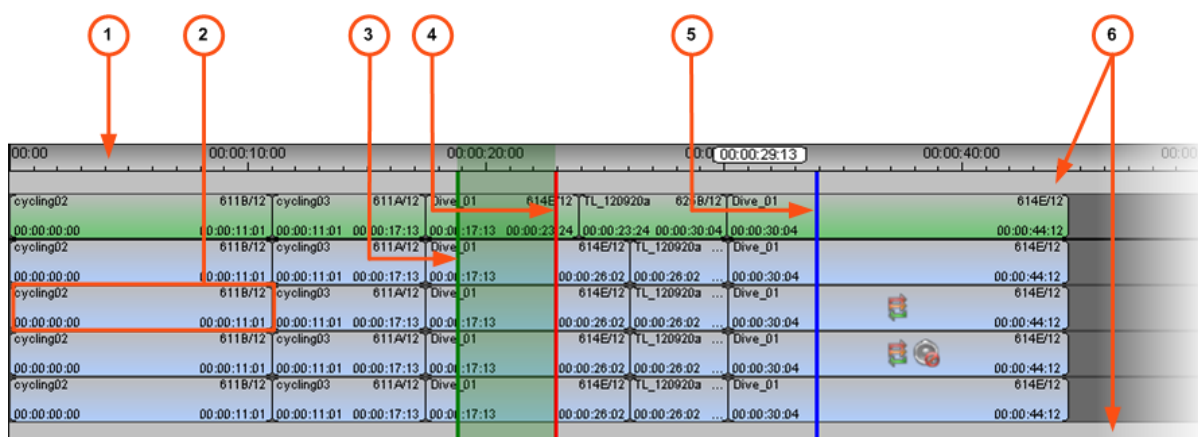 1 2 3 4 5 6
00:00 00:00:10:00 00:00:20:00 00:0 00:00:29:13 00:00:40:00 00:00
cycling02 611B/12 cycling03 611A/12 Dive_01 614E/12 TL_120920a 625B/12 Dive_01 614E/12
00:00:00:00 00:00:11:01 00:00:11:01 00:00:17:13 00:00:17:13 00:00:23:24 00:00:23:24 00:00:30:04 00:00:30:04 00:00:44:12
cycling02 611B/12 cycling03 611A/12 Dive_01 614E/12 TL_120920a ... Dive_01 614E/12
00:00:00:00 00:00:11:01 00:00:11:01 00:00:17:13 00:00:17:13 00:00:26:02 00:00:26:02 ... 00:00:30:04 00:00:44:12
cycling02 611B/12 cycling03 611A/12 Dive_01 614E/12 TL_120920a ... Dive_01 614E/12
00:00:00:00 00:00:11:01 00:00:11:01 00:00:17:13 00:00:17:13 00:00:26:02 00:00:26:02 ... 00:00:30:04 00:00:44:12
cycling02 611B/12 cycling03 611A/12 Dive_01 614E/12 TL_120920a ... Dive_01 614E/12
00:00:00:00 00:00:11:01 00:00:11:01 00:00:17:13 00:00:17:13 00:00:26:02 00:00:26:02 ... 00:00:30:04 00:00:44:12
cycling02 611B/12 cycling03 611A/12 Dive_01 614E/12 TL_120920a ... Dive_01 614E/12
00:00:00:00 00:00:11:01 00:00:11:01 00:00:17:13 00:00:17:13 00:00:26:02 00:00:26:02 ... 00:00:30:04 00:00:44:12